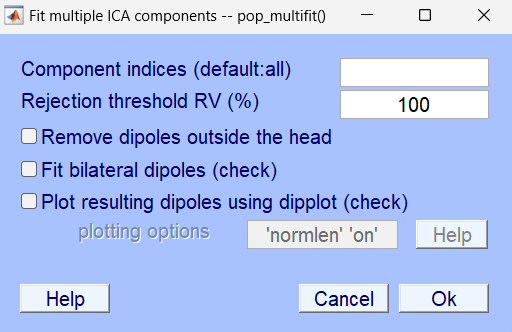 Fit multiple ICA components -- pop_multifit()
Component indices (default:all)
Rejection threshold RV (%) 100
Remove dipoles outside the head
Fit bilateral dipoles (check)
Plot resulting dipoles using dipplot (check)
plotting options 'normlen' 'on' Help
Help Cancel Ok